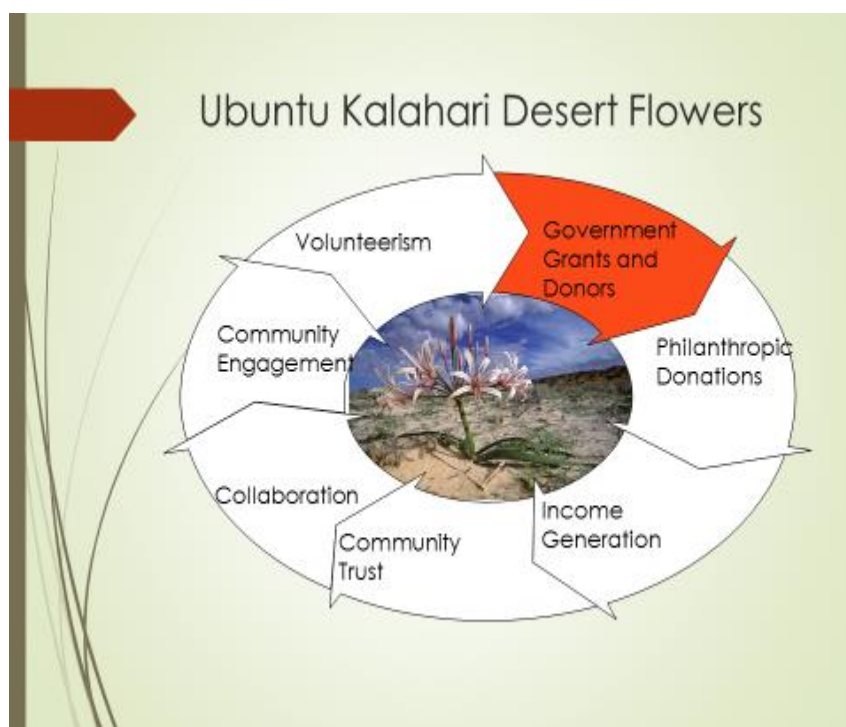 Ubuntu Kalahari Desert Flowers
Government
Grants and
Donors
Philanthropic
Donations
Income
Generation
Community
Trust
Collaboration
Community
Engagement
Volunteerism